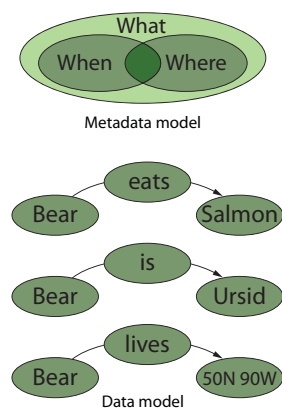 What
When Where
Metadata model
eats
Bear Salmon
is
Bear Ursid
lives
Bear 50N 90W
Data model